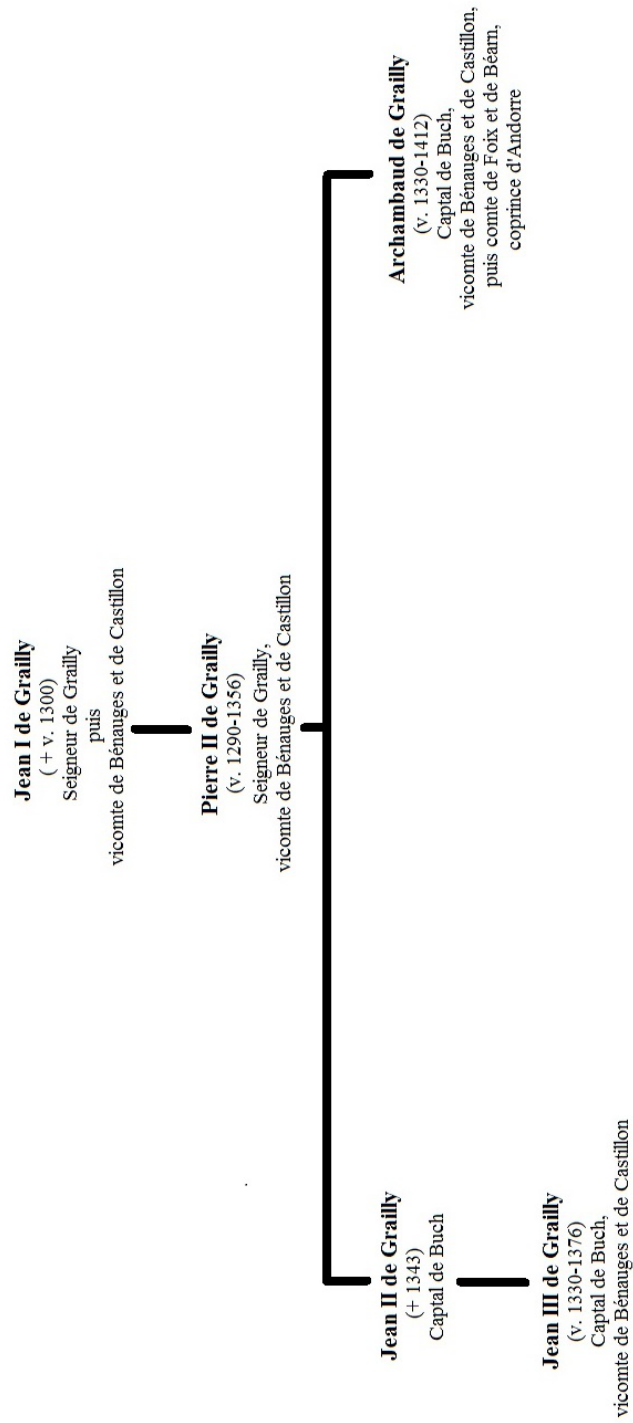 Jean I de Grailly
( + v. 1300)
Seigneur de Grailly
puis
vicomte de Bénauges et de Castillon
Pierre II de Grailly
(v. 1290-1356)
Seigneur de Grailly,
vicomte de Bénauges et de Castillon
Jean II de Grailly
(+ 1343)
Captal de Buch
Archambaud de Grailly
(v. 1330-1412)
Captal de Buch,
vicomte de Bénauges et de Castillon,
puis comte de Foix et de Béarn,
coprince d'Andorre
Jean III de Grailly
(v. 1330-1376)
Captal de Buch,
vicomte de Bénauges et de Castillon